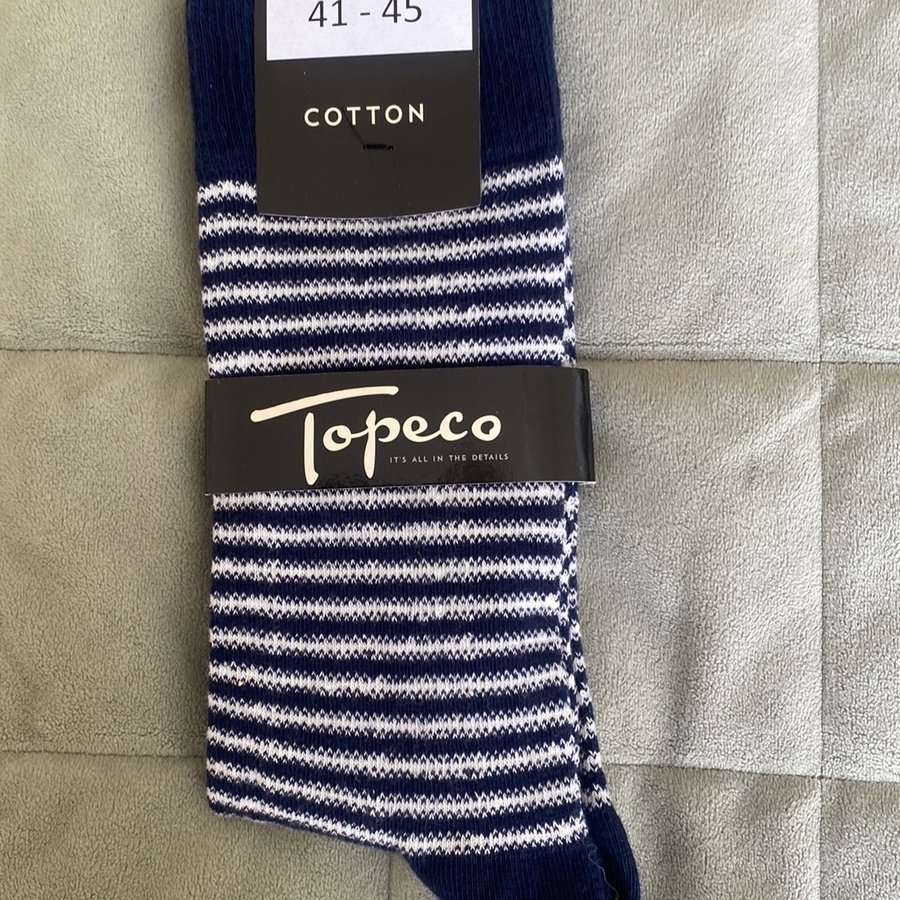 41 - 45
COTTON
Topeco
IT'S ALL IN THE DETAILS